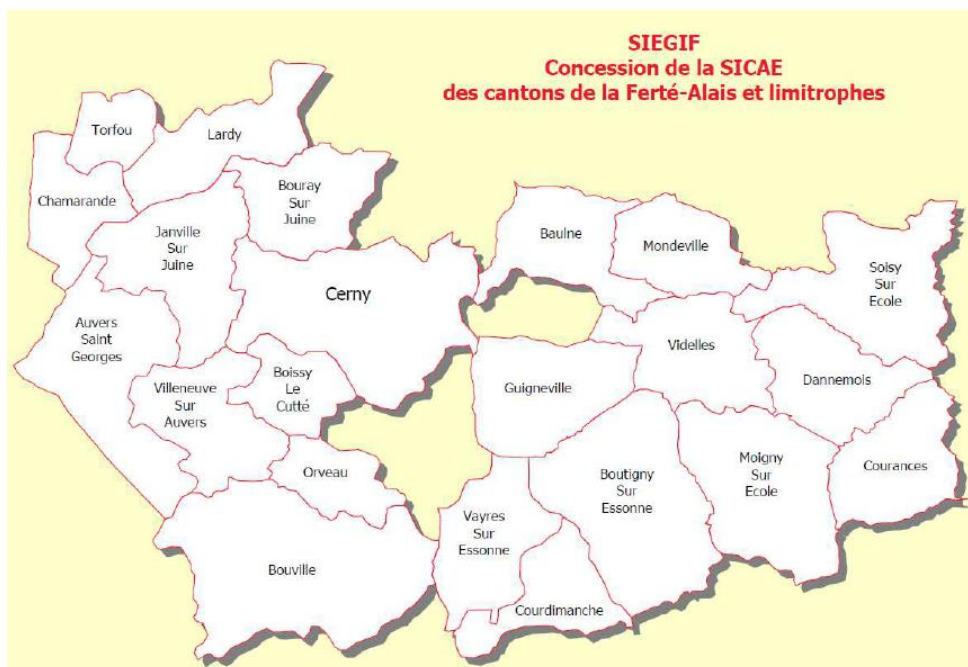 SIEGIF
Concession de la SICAE
des cantons de la Ferté-Alais et limitrophes
Torfou
Lardy
Chamarande
Bouray
Sur
Juine
Janville
Sur
Juine
Baulne
Mondeville
Soisy
Sur
Ecole
Cerny
Auvers
Saint
Georges
Videlles
Villeneuve
Sur
Auvers
Boissy
Le
Cutté
Guigneville
Dannemois
Orveau
Boutigny
Sur
Essonne
Moigny
Sur
Ecole
Courances
Vayres
Sur
Essonne
Bouville
Courdimanche